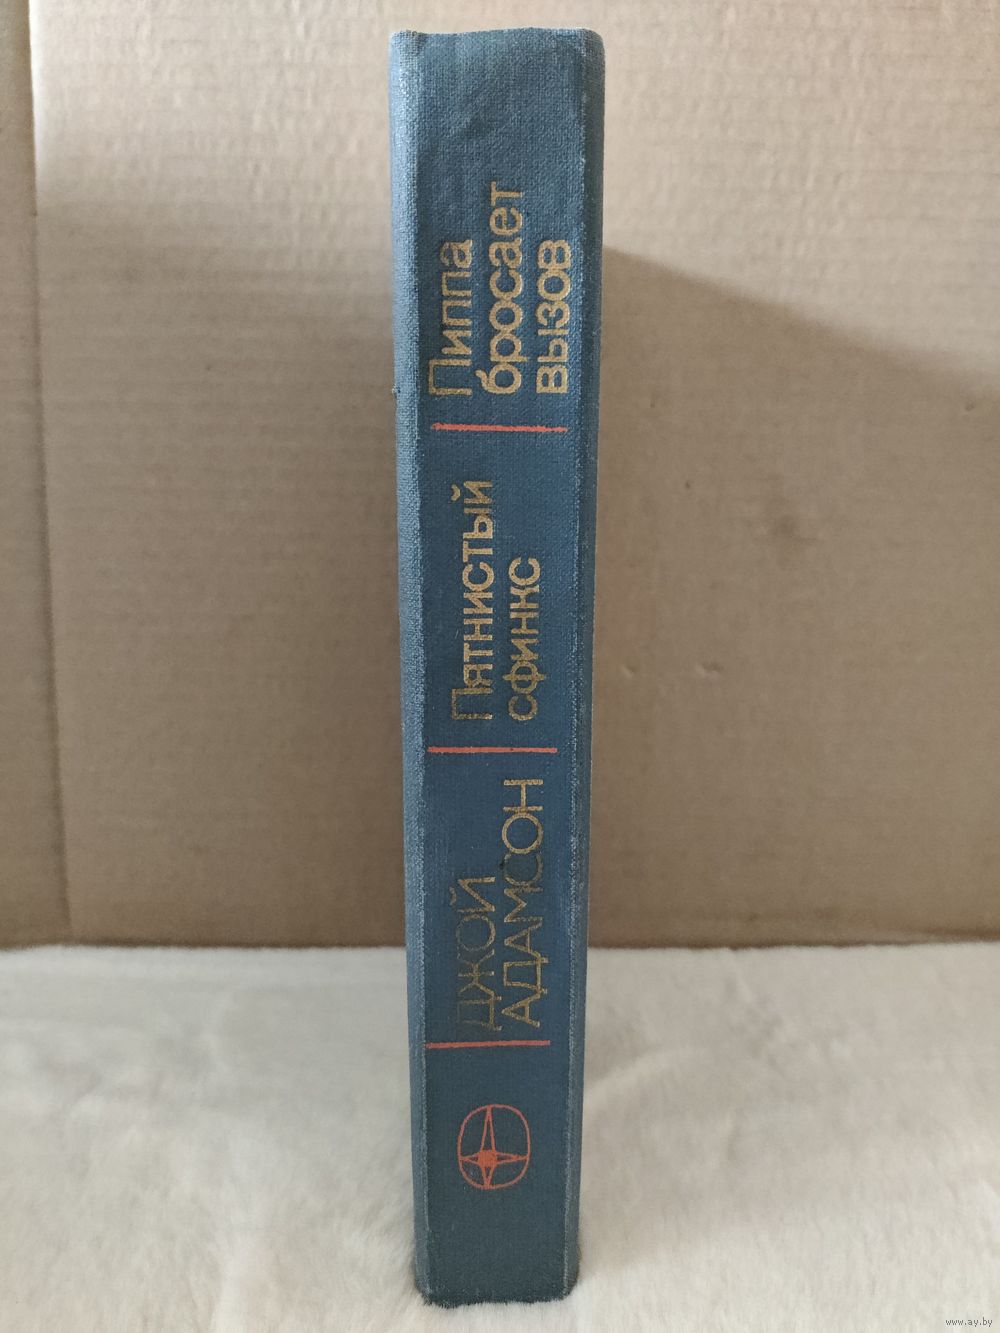 ДЖОЙ
АДАМСОН
Пятнистый
сфинкс
Пиппа
бросает
вызов
www.ay.by